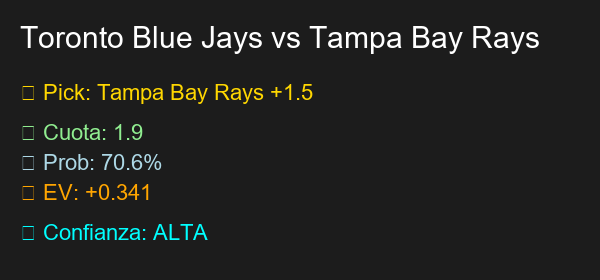 Toronto Blue Jays vs Tampa Bay Rays
Pick: Tampa Bay Rays +1.5
Cuota: 1.9
Prob: 70.6%
EV: +0.341
Confianza: ALTA